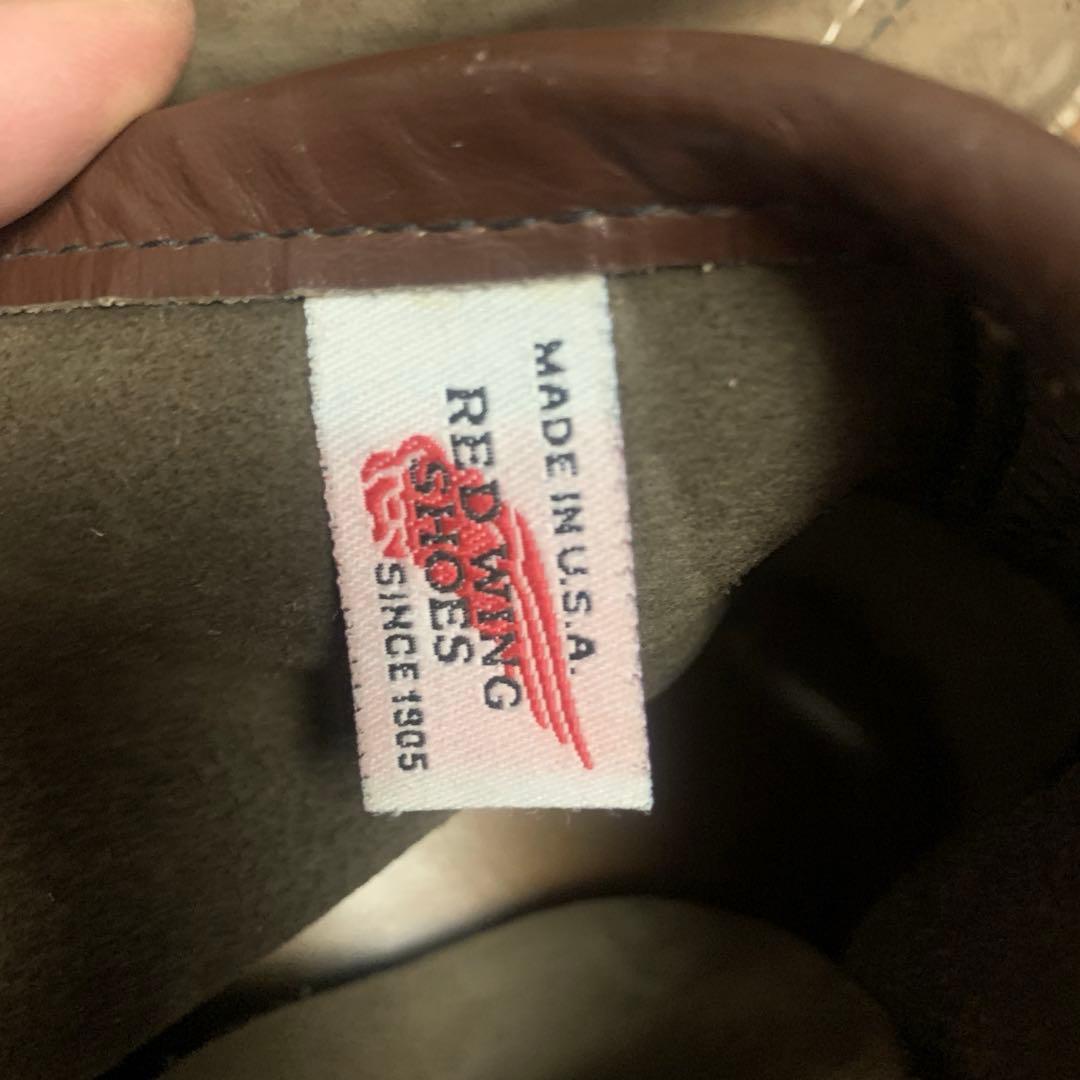 MADE IN U.S.A.
RED WING
SHOES
SINCE 1905